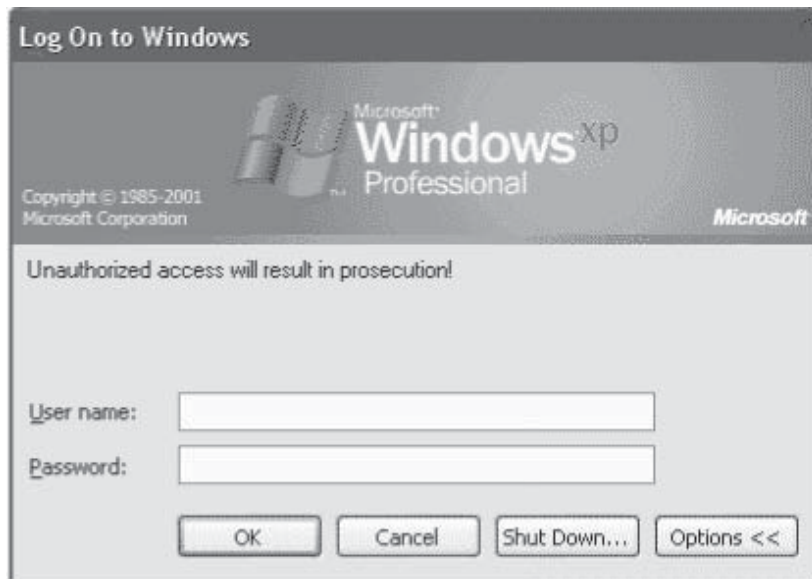 Log On to Windows
Microsoft®
Windows xp
Professional
Copyright © 1985-2001
Microsoft Corporation
Microsoft
Unauthorized access will result in prosecution!
User name:
Password:
OK Cancel Shut Down... Options <<